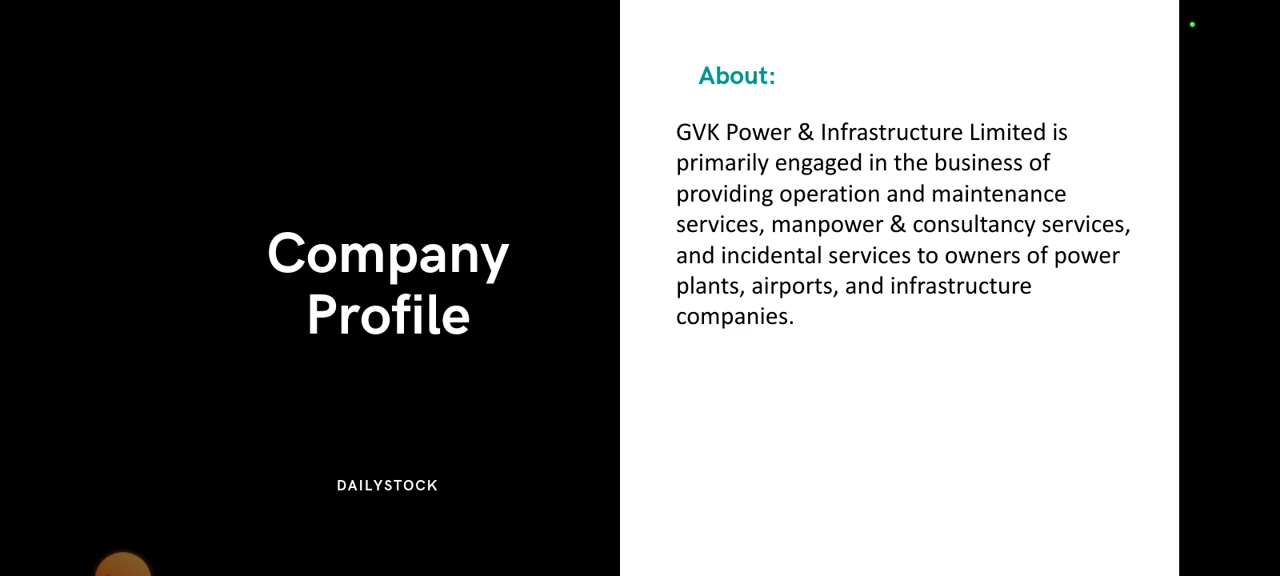 Company
Profile
DAILYSTOCK
About:
GVK Power & Infrastructure Limited is
primarily engaged in the business of
providing operation and maintenance
services, manpower & consultancy services,
and incidental services to owners of power
plants, airports, and infrastructure
companies.